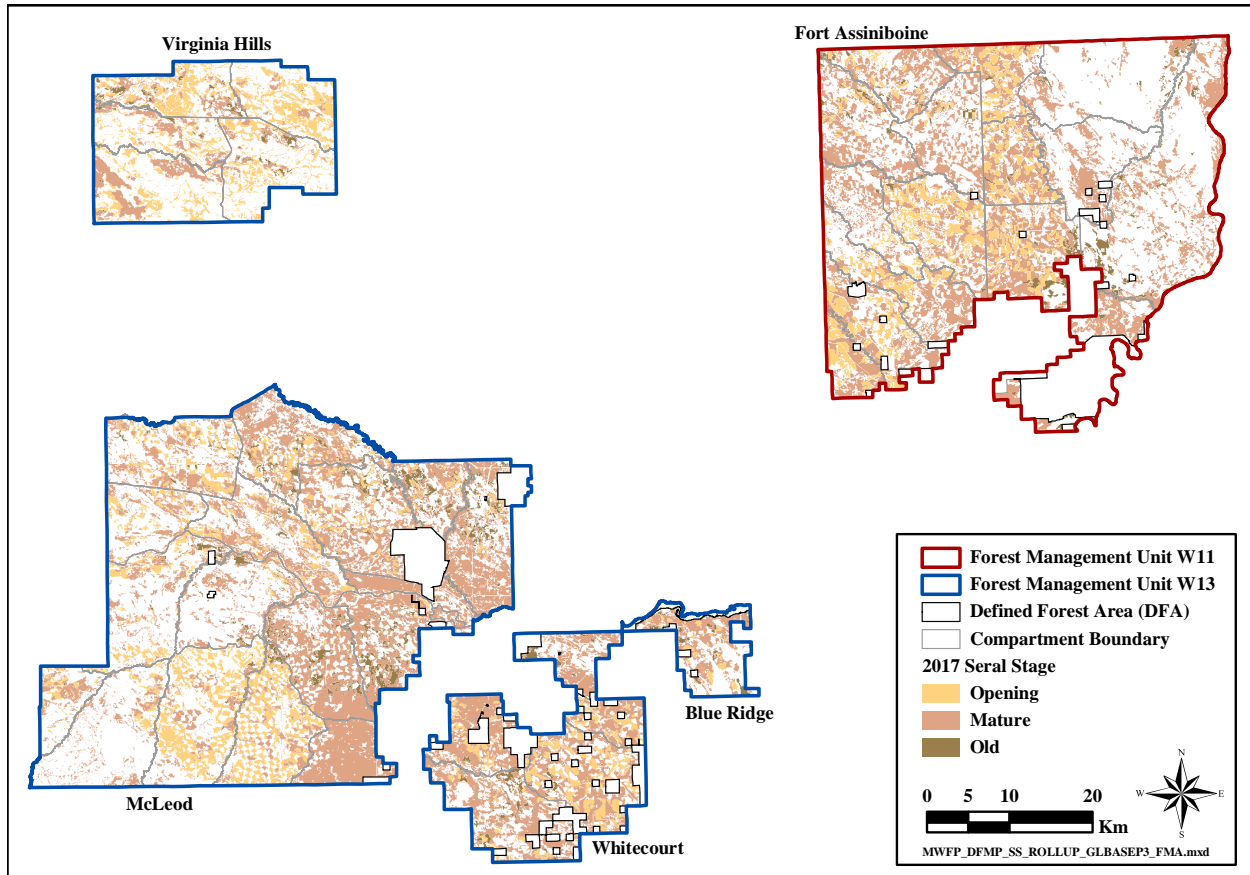 Virginia Hills
Fort Assiniboine
McLeod
Blue Ridge
Whitecourt
Forest Management Unit W11
Forest Management Unit W13
Defined Forest Area (DFA)
Compartment Boundary
2017 Seral Stage
Opening
Mature
Old
0 5 10 20
Km
N
W E
S
MWFP_DFMP_SS_ROLLUP_GLBASEP3_FMA.mxd